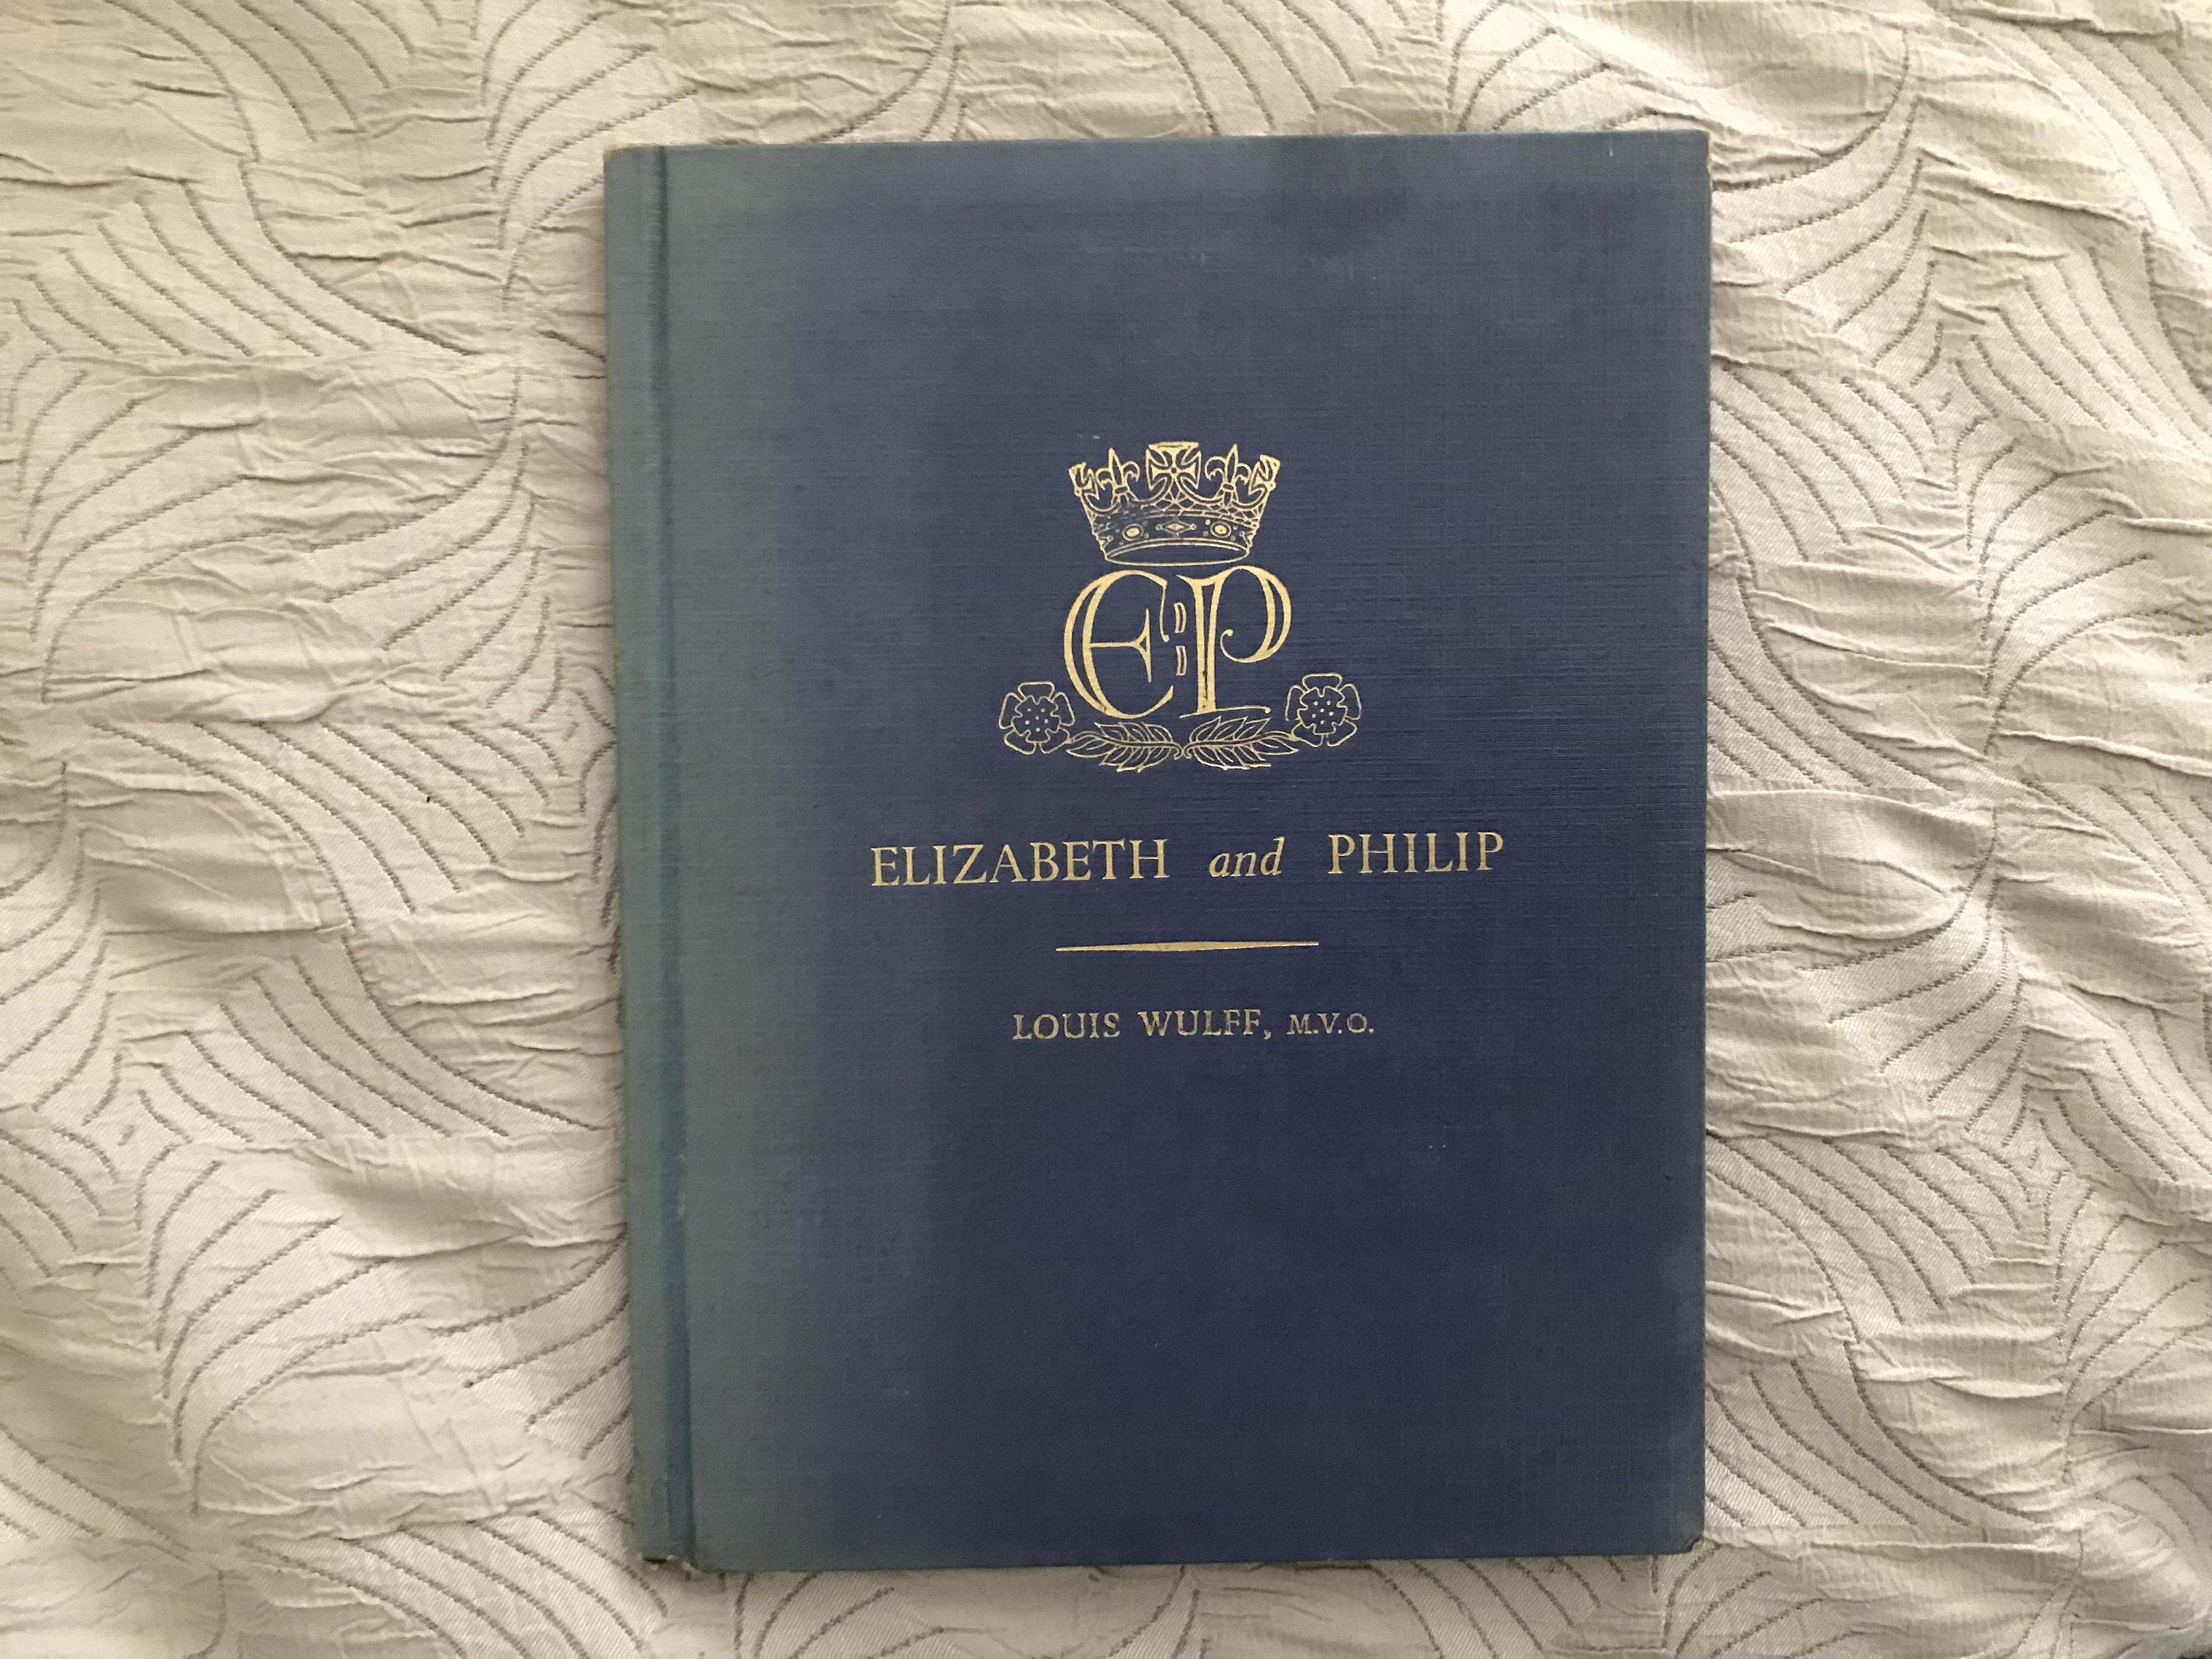 EP
ELIZABETH and PHILIP
LOUIS WULFF, M.V.O.